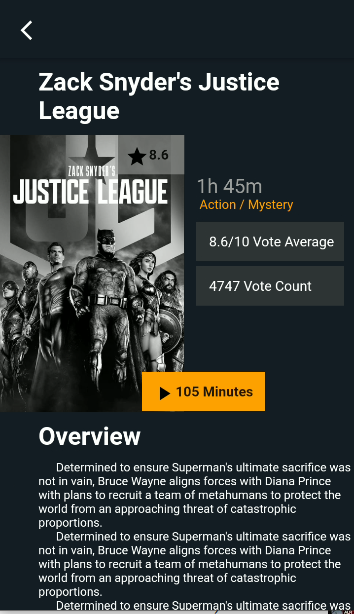 Zack Snyder's Justice
League
8.6
ZACK SNYDER'S
JUSTICE LEAGUE
1h 45m
Action / Mystery
8.6/10 Vote Average
4747 Vote Count
105 Minutes
Overview
Determined to ensure Superman's ultimate sacrifice was
not in vain, Bruce Wayne aligns forces with Diana Prince
with plans to recruit a team of metahumans to protect the
world from an approaching threat of catastrophic
proportions.
Determined to ensure Superman's ultimate sacrifice was
not in vain, Bruce Wayne aligns forces with Diana Prince
with plans to recruit a team of metahumans to protect the
world from an approaching threat of catastrophic
proportions.
Determined to ensure Superman's ultimate sacrifice was